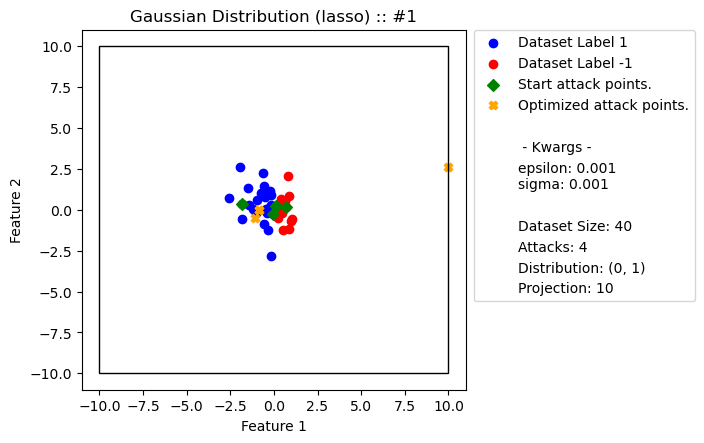 Gaussian Distribution (lasso) :: #1
10.0
7.5
5.0
2.5
0.0
−2.5
−5.0
−7.5
−10.0
Feature 2
−10.0 −7.5 −5.0 −2.5 0.0 2.5 5.0 7.5 10.0
Feature 1
Dataset Label 1
Dataset Label -1
Start attack points.
Optimized attack points.
- Kwargs -
epsilon: 0.001
sigma: 0.001
Dataset Size: 40
Attacks: 4
Distribution: (0, 1)
Projection: 10